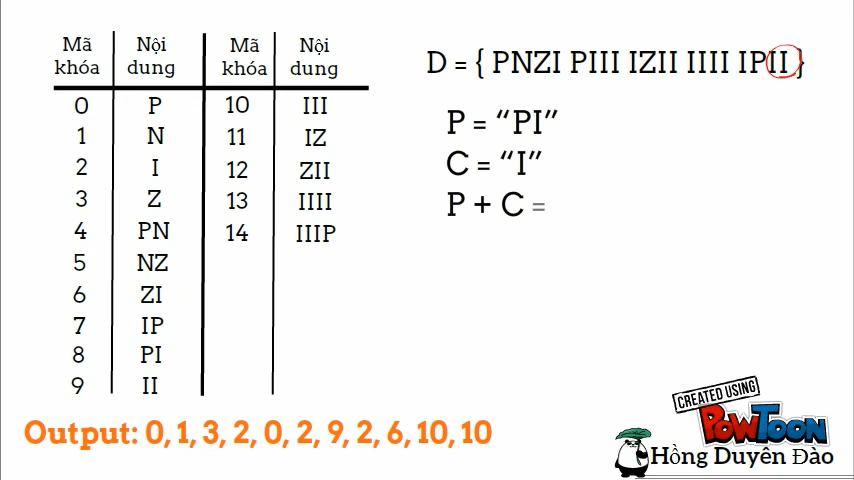 Mã khóa Nội dung Mã khóa Nội dung
0 P 10 III
1 N 11 IZ
2 I 12 ZII
3 Z 13 IIII
4 PN 14 IIIP
5 NZ
6 ZI
7 IP
8 PI
9 II
D = { PNZI PIII IZII IIII IPII }
P = “PI”
C = “I”
P + C =
Output: 0, 1, 3, 2, 0, 2, 9, 2, 6, 10, 10
CREATED USING
POWTOON
Hồng Duyên Đào